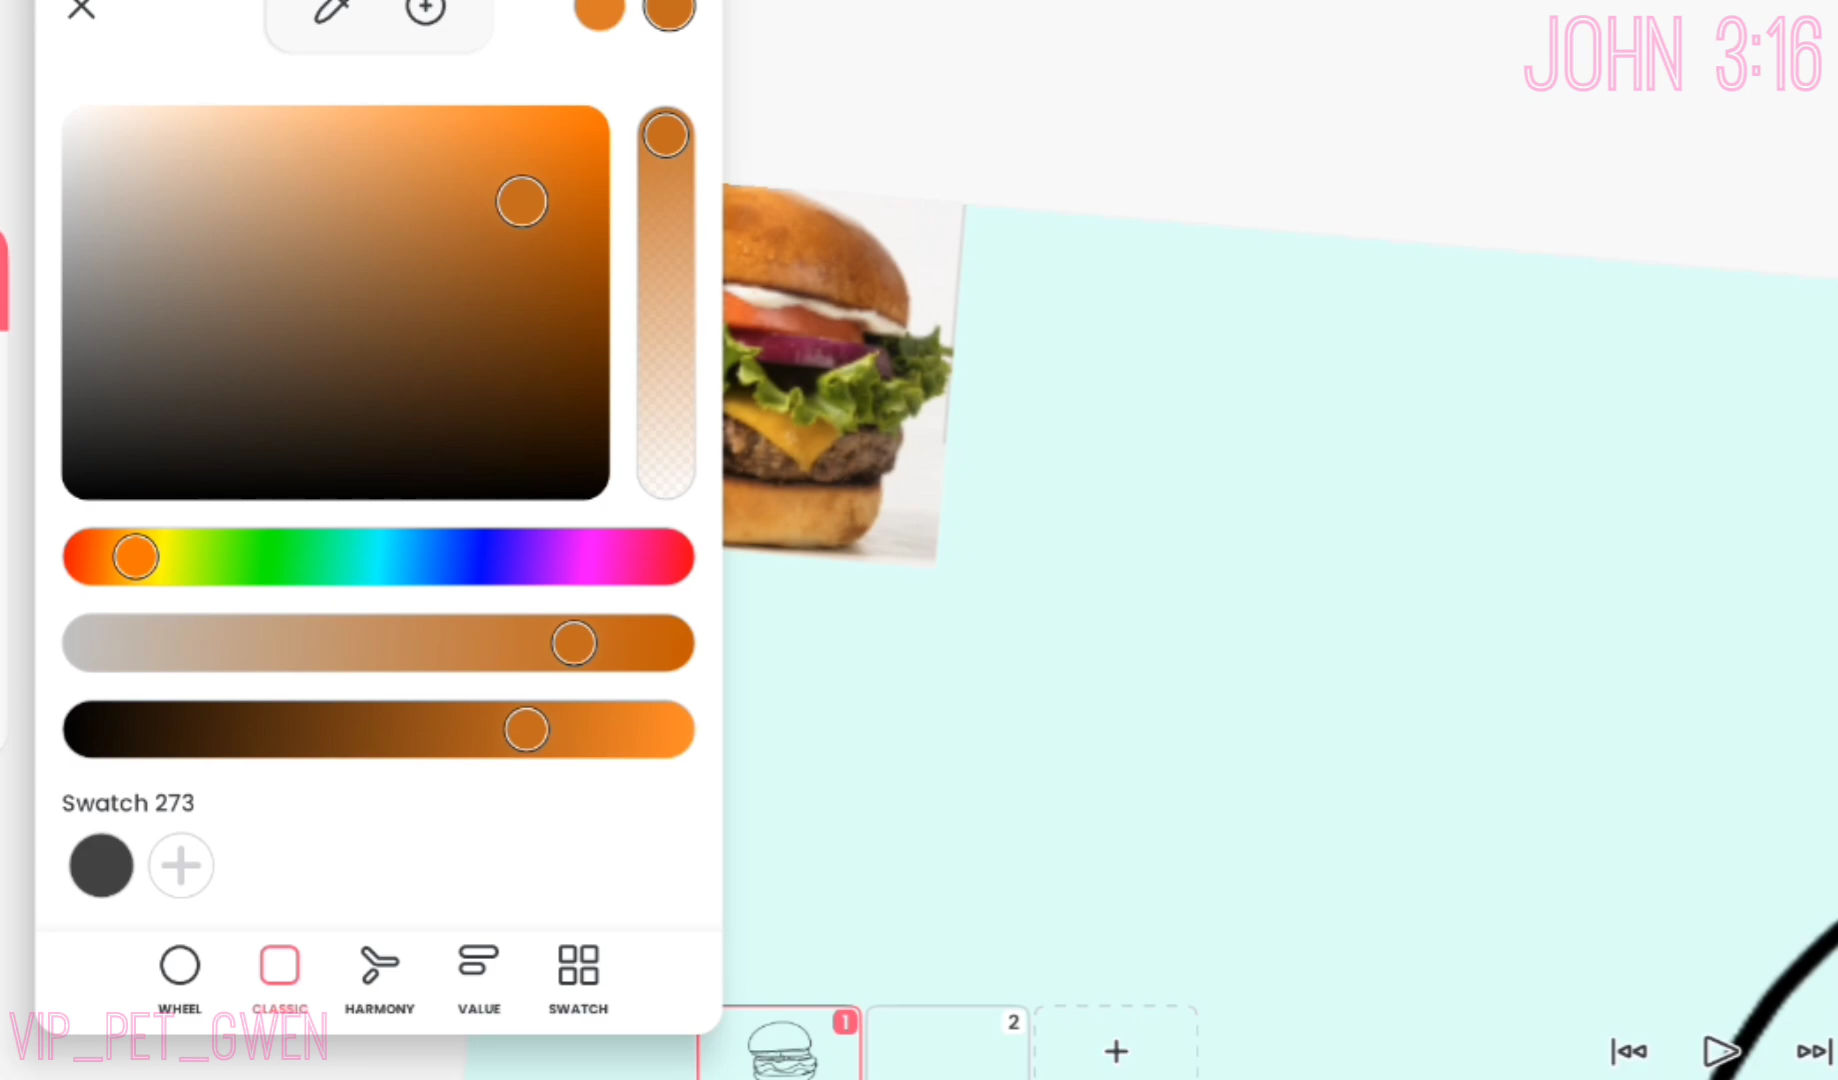 JOHN 3:16
Swatch 273
WHEEL
CLASSIC
HARMONY
VALUE
SWATCH
VIP_PET_GWEN
1
2